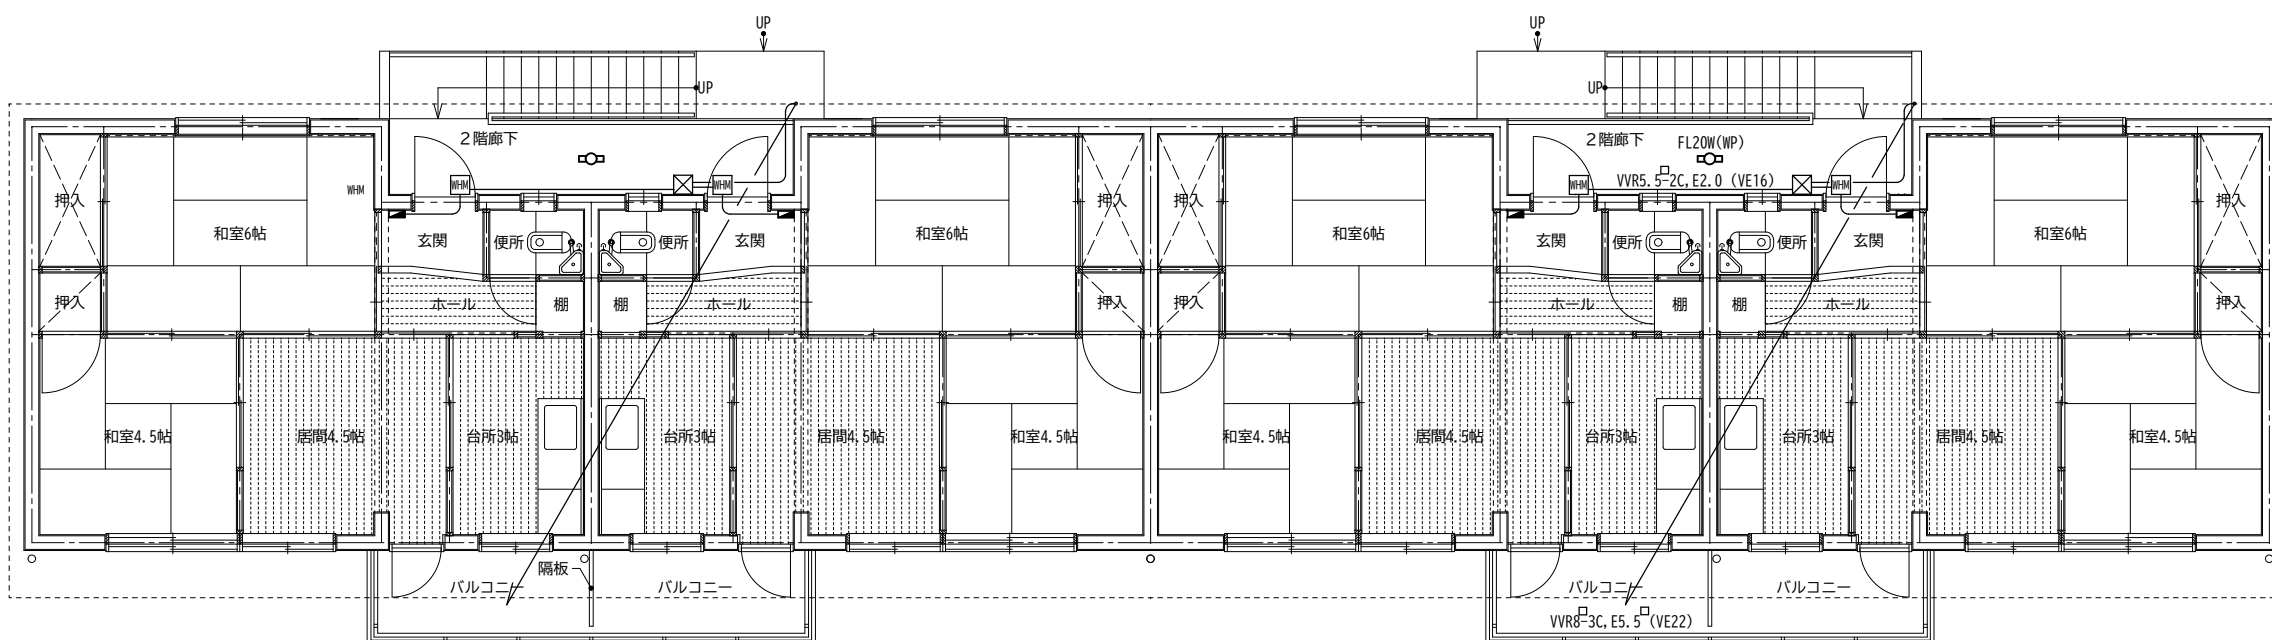 UP
UP
UP
UP
2階廊下
2階廊下
FL20W(WP)
WHM
WHM
WHM
VVR5.5-2C,E2.0 (VE16)
WHM
WHM
押入
押入
押入
押入
和室6帖
玄関
便所
便所
玄関
和室6帖
和室6帖
玄関
便所
便所
玄関
和室6帖
押入
ホール
棚
棚
ホール
押入
押入
ホール
棚
棚
ホール
押入
和室4.5帖
居間4.5帖
台所3帖
台所3帖
居間4.5帖
和室4.5帖
和室4.5帖
居間4.5帖
台所3帖
台所3帖
居間4.5帖
和室4.5帖
隔板
バルコニー
バルコニー
バルコニー
バルコニー
VVR8-3C,E5.5 (VE22)